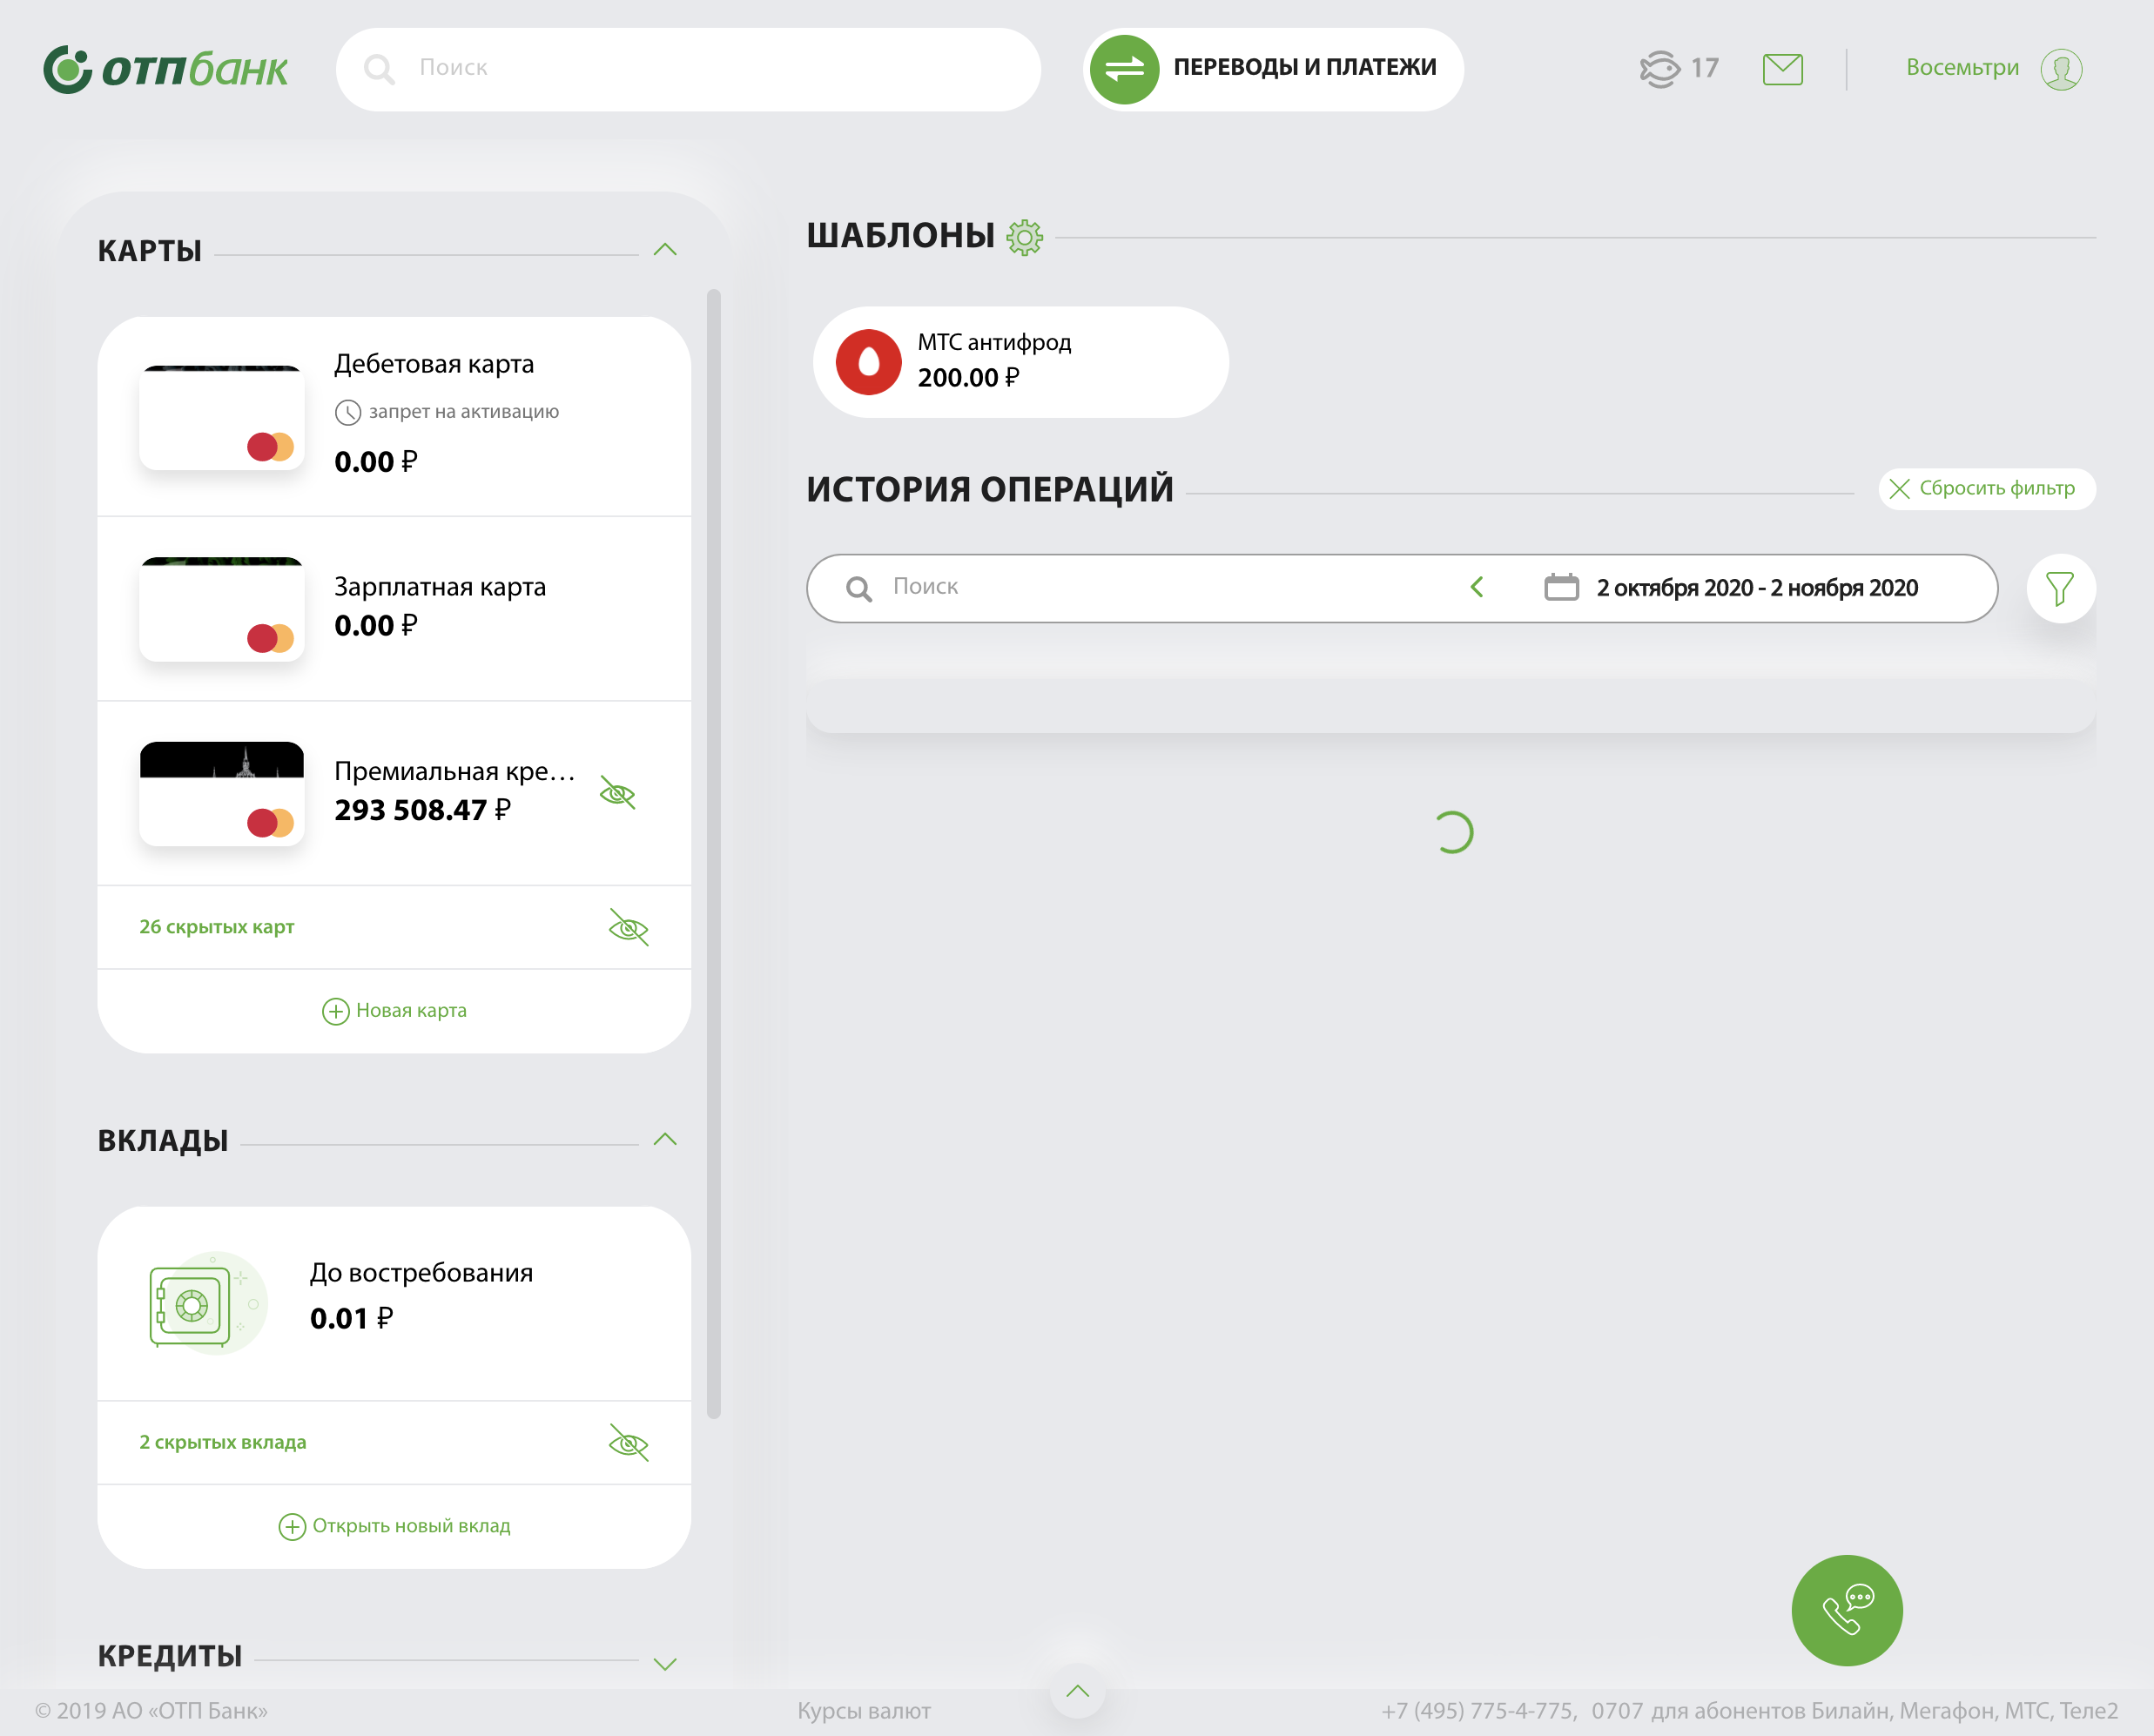 ОТПбанк
Поиск
ПЕРЕВОДЫ И ПЛАТЕЖИ
17
Восемьтри
КАРТЫ
Дебетовая карта
запрет на активацию
0.00 ₽
Зарплатная карта
0.00 ₽
Премиальная кре...
293 508.47 ₽
26 скрытых карт
Новая карта
ВКЛАДЫ
До востребования
0.01 ₽
2 скрытых вклада
Открыть новый вклад
КРЕДИТЫ
ШАБЛОНЫ
МТС антифрод
200.00 ₽
ИСТОРИЯ ОПЕРАЦИЙ
Сбросить фильтр
Поиск
2 октября 2020 - 2 ноября 2020
© 2019 АО «ОТП Банк»
Курсы валют
+7 (495) 775-4-775, 0707 для абонентов Билайн, Мегафон, МТС, Теле2